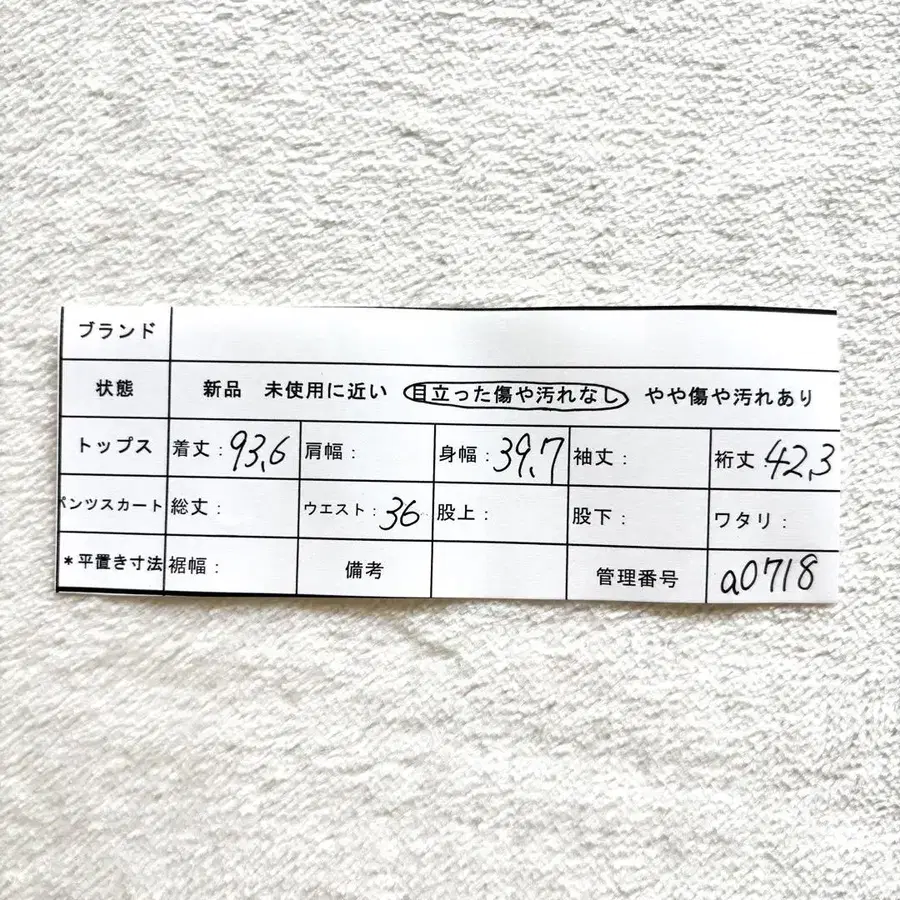 ブランド
状態 新品 未使用に近い 目立った傷や汚れなし やや傷や汚れあり
トップス 着丈:93,6 肩幅: 身幅:39,7 袖丈: 裄丈:42,3
パンツスカート 総丈: ウエスト:36 股上: 股下: ワタリ:
*平置き寸法 裾幅: 備考 管理番号 a0718